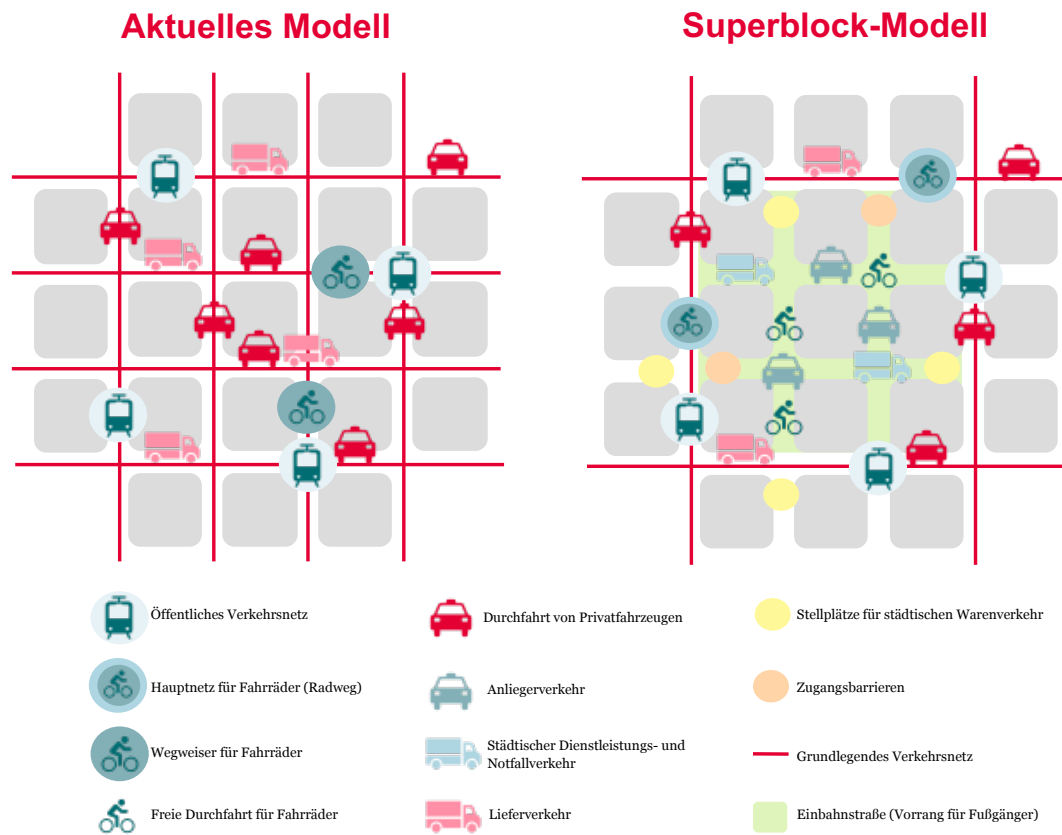 Aktuelles Modell
Superblock-Modell
Öffentliches Verkehrsnetz
Durchfahrt von Privatfahrzeugen
Stellplätze für städtischen Warenverkehr
Hauptnetz für Fahrräder (Radweg)
Anliegerverkehr
Zugangsbarrieren
Wegweiser für Fahrräder
Städtischer Dienstleistungs- und
Notfallverkehr
Grundlegendes Verkehrsnetz
Freie Durchfahrt für Fahrräder
Lieferverkehr
Einbahnstraße (Vorrang für Fußgänger)